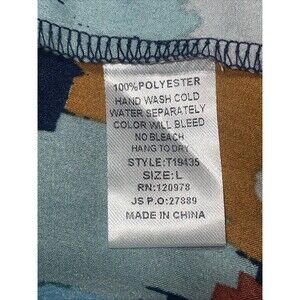 100%POLYESTER
HAND WASH COLD
WATER SEPARATELY
COLOR WILL BLEED
NO BLEACH
HANG TO DRY
STYLE:T19435
SIZE:L
RN:120978
JS P.O:27889
MADE IN CHINA